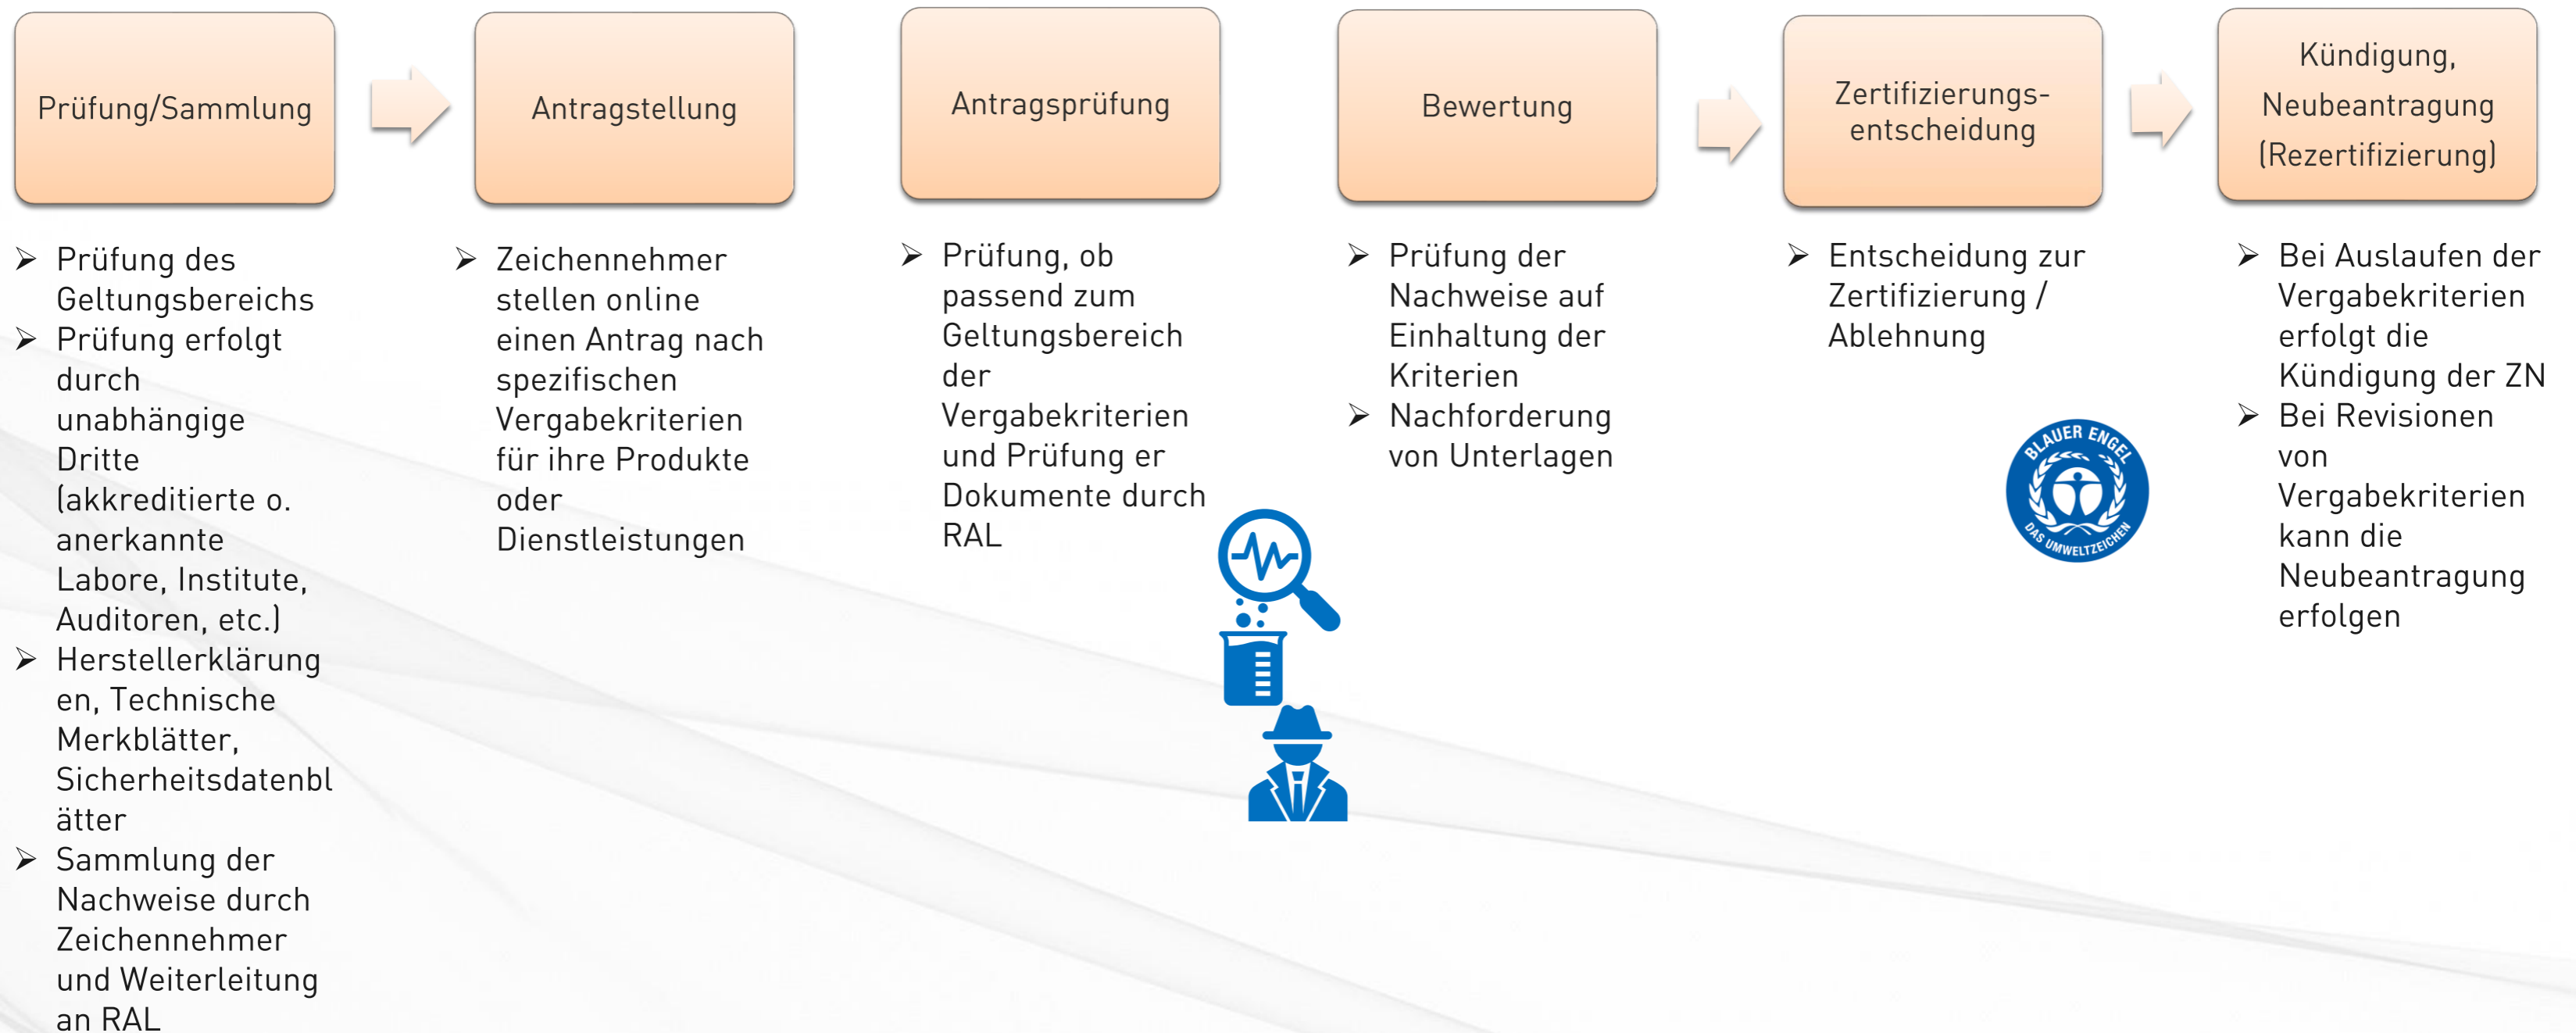 Prüfung/Sammlung
➢ Prüfung des
Geltungsbereichs
➢ Prüfung erfolgt
durch
unabhängige
Dritte
(akkreditierte o.
anerkannte
Labore, Institute,
Auditoren, etc.)
➢ Herstellerklärung
en, Technische
Merkblätter,
Sicherheitsdatenbl
ätter
➢ Sammlung der
Nachweise durch
Zeichennehmer
und Weiterleitung
an RAL
Antragstellung
➢ Zeichennehmer
stellen online
einen Antrag nach
spezifischen
Vergabekriterien
für ihre Produkte
oder
Dienstleistungen
Antragsprüfung
➢ Prüfung, ob
passend zum
Geltungsbereich
der
Vergabekriterien
und Prüfung er
Dokumente durch
RAL
Bewertung
➢ Prüfung der
Nachweise auf
Einhaltung der
Kriterien
➢ Nachforderung
von Unterlagen
Zertifizierungs-
entscheidung
➢ Entscheidung zur
Zertifizierung /
Ablehnung
BLAUER ENGEL
DAS UMWELTZEICHEN
Kündigung,
Neubeantragung
(Rezertifizierung)
➢ Bei Auslaufen der
Vergabekriterien
erfolgt die
Kündigung der ZN
➢ Bei Revisionen
von
Vergabekriterien
kann die
Neubeantragung
erfolgen